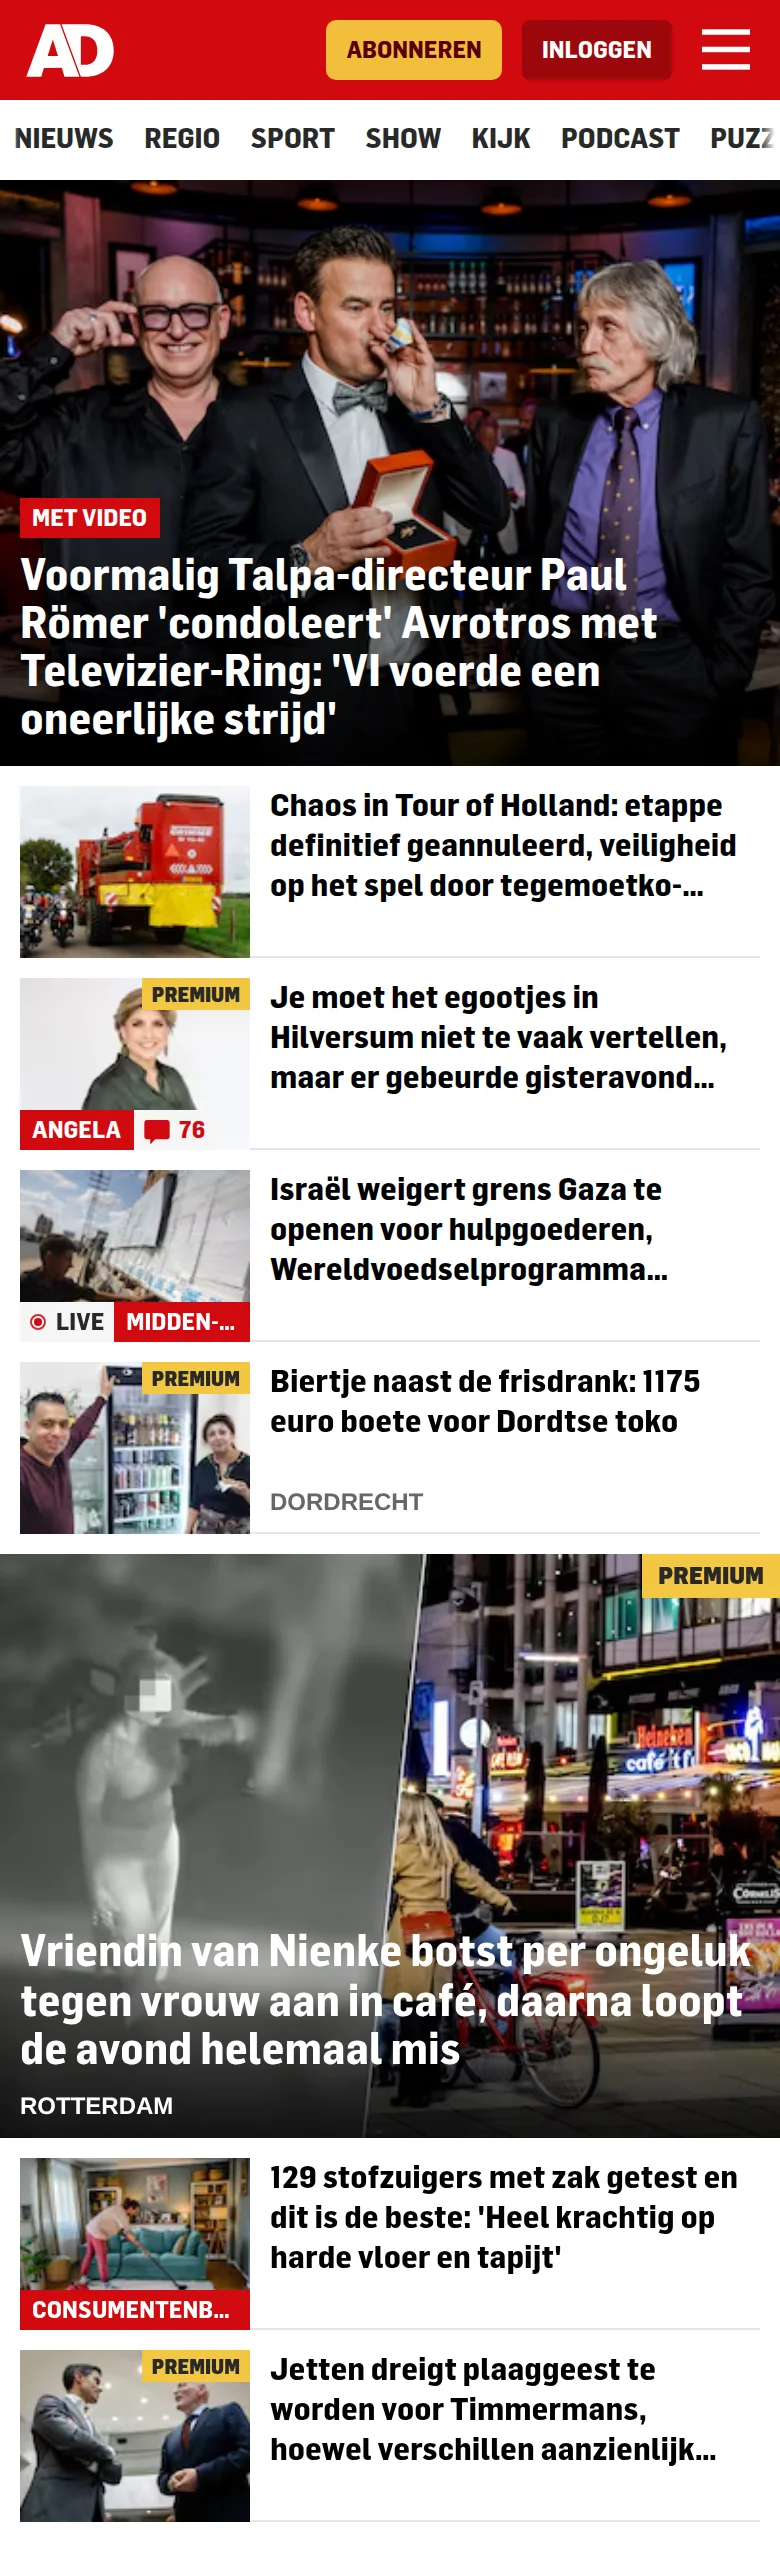 AD
ABONNEREN
INLOGGEN
NIEUWS REGIO SPORT SHOW KIJK PODCAST PUZZ
MET VIDEO
Voormalig Talpa-directeur Paul
Römer 'condoleert' Avrotros met
Televizier-Ring: 'VI voerde een
oneerlijke strijd'
Chaos in Tour of Holland: etappe
definitief geannuleerd, veiligheid
op het spel door tegemoetko-...
PREMIUM
ANGELA 76
Je moet het egootjes in
Hilversum niet te vaak vertellen,
maar er gebeurde gisteravond...
LIVE MIDDEN-...
Israël weigert grens Gaza te
openen voor hulpgoederen,
Wereldvoedselprogramma...
PREMIUM
Biertje naast de frisdrank: 1175
euro boete voor Dordtse toko
DORDRECHT
PREMIUM
Heineken
café
Vriendin van Nienke botst per ongeluk
tegen vrouw aan in café, daarna loopt
de avond helemaal mis
ROTTERDAM
CONSUMENTENB...
129 stofzuigers met zak getest en
dit is de beste: 'Heel krachtig op
harde vloer en tapijt'
PREMIUM
Jetten dreigt plaaggeest te
worden voor Timmermans,
hoewel verschillen aanzienlijk...